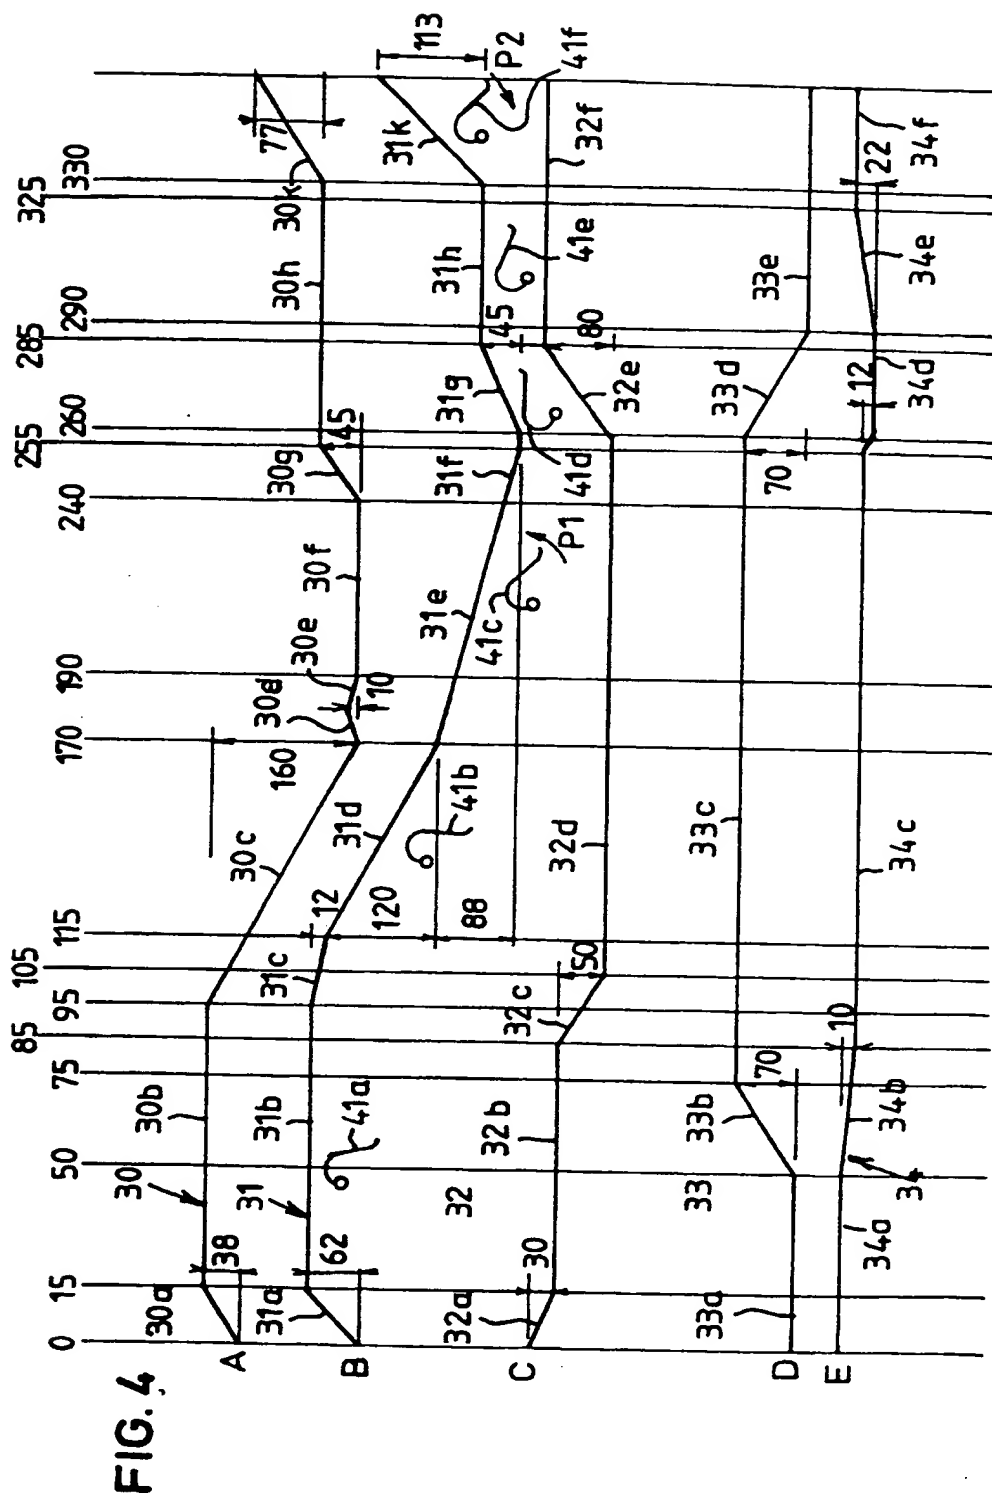 FIG. 4
0 15 50 75 85 95 105 115 170 190 240 255 260 285 290 325 330
A
30a
38
30
30b
30c
160
30d
10
30e
30f
30g
45
30h
30k
77
B
31a
62
31
31b
31c
12
31d
120
88
31e
31f
31g
45
31h
31k
113
41a
41b
41c
P1
41d
41e
P2
41f
C
32a
30
32
32b
32c
50
32d
32e
80
32f
D
33a
33
33b
70
33c
70
33d
33e
E
34a
34
34b
10
34c
12
34d
34e
22
34f